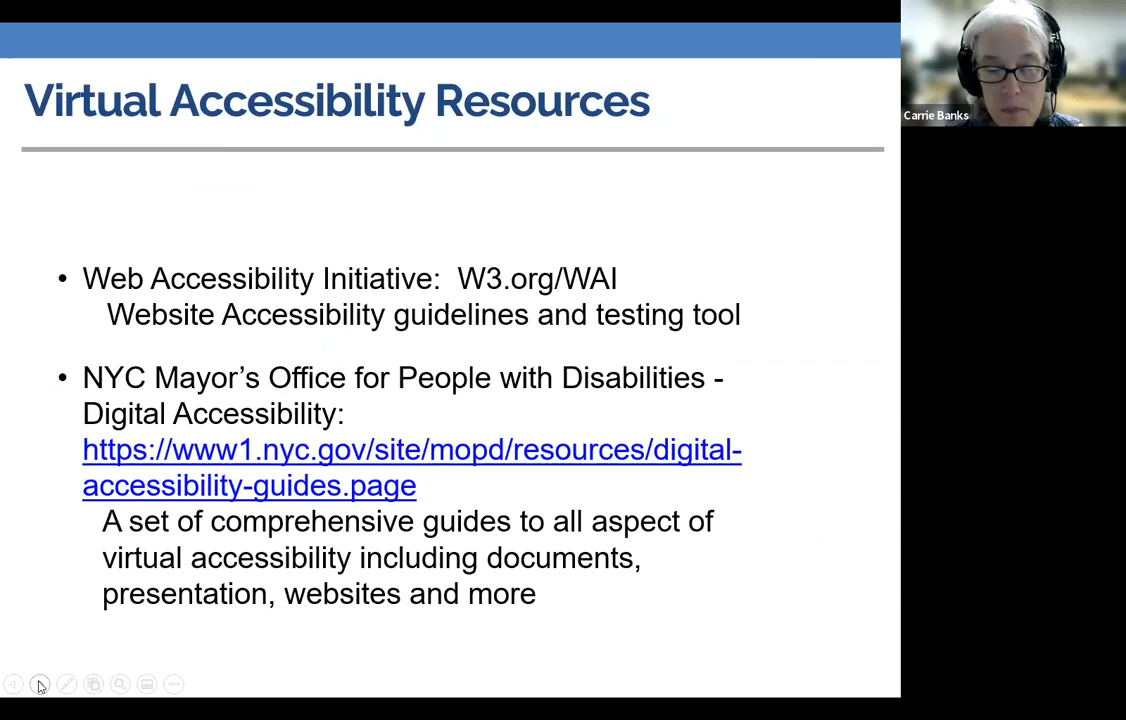 Virtual Accessibility Resources
Carrie Banks
• Web Accessibility Initiative:  W3.org/WAI
Website Accessibility guidelines and testing tool
• NYC Mayor’s Office for People with Disabilities -
Digital Accessibility:
https://www1.nyc.gov/site/mopd/resources/digital-
accessibility-guides.page
A set of comprehensive guides to all aspect of
virtual accessibility including documents,
presentation, websites and more